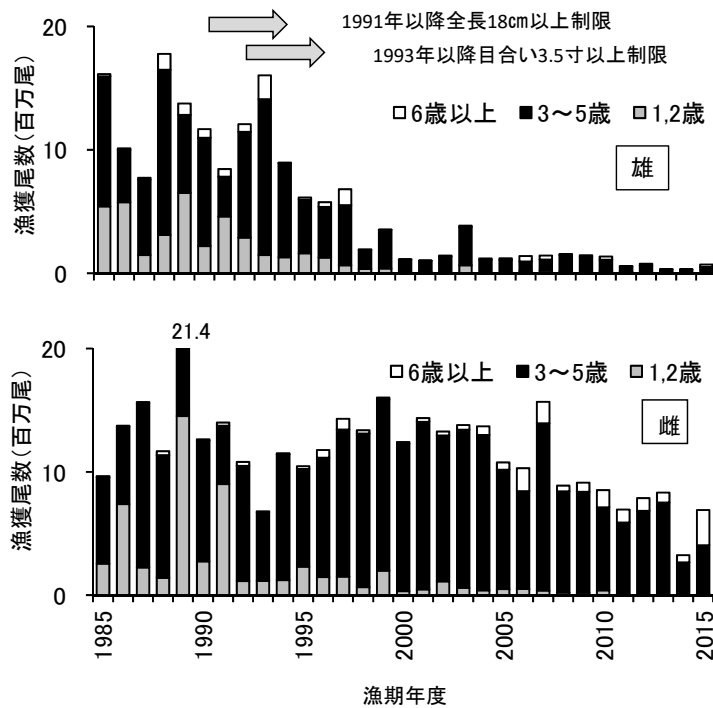 1991年以降全長18㎝以上制限
1993年以降目合い3.5寸以上制限
漁獲尾数(百万尾)
20
10
0
□6歳以上 ■3～5歳 ■1,2歳
雄
21.4
漁獲尾数(百万尾)
20
10
0
□6歳以上 ■3～5歳 ■1,2歳
雌
1985 1990 1995 2000 2005 2010 2015
漁期年度